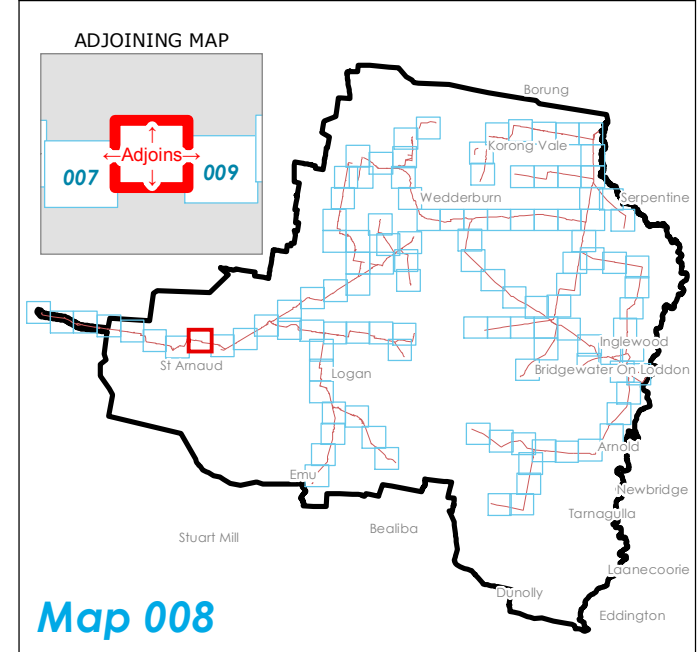 ADJOINING MAP
Adjoins
007
009
Borung
Korong Vale
Wedderburn
Serpentine
Inglewood
St Arnaud
Logan
Bridgewater On Loddon
Arnold
Emu
Newbridge
Tarnagulla
Bealiba
Stuart Mill
Laanecoorie
Dunolly
Eddington
Map 008